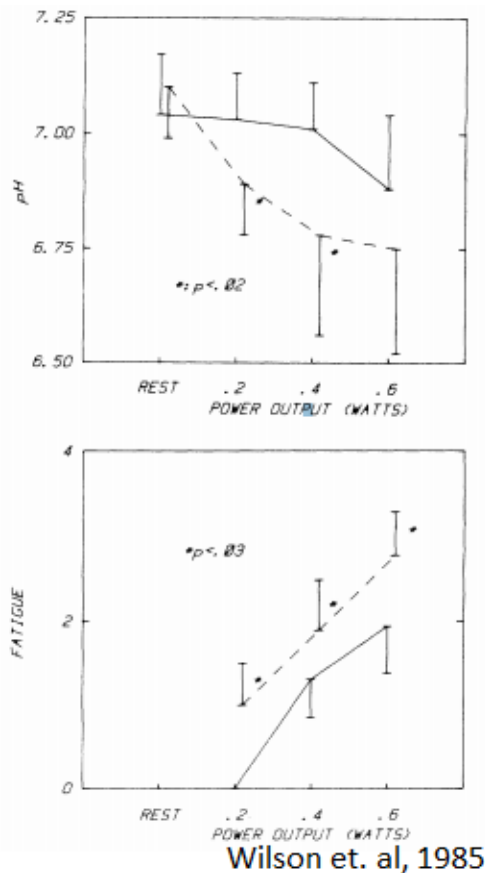 7.25
7.00
pH
6.75
*: p<.02
6.50
REST .2 .4 .6
POWER OUTPUT (WATTS)
4
*p<.03
FATIGUE
2
0
REST .2 .4 .6
POWER OUTPUT (WATTS)
Wilson et. al, 1985